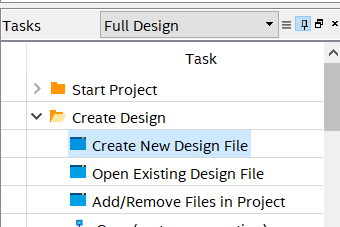 Tasks Full Design
Task
Start Project
Create Design
Create New Design File
Open Existing Design File
Add/Remove Files in Project